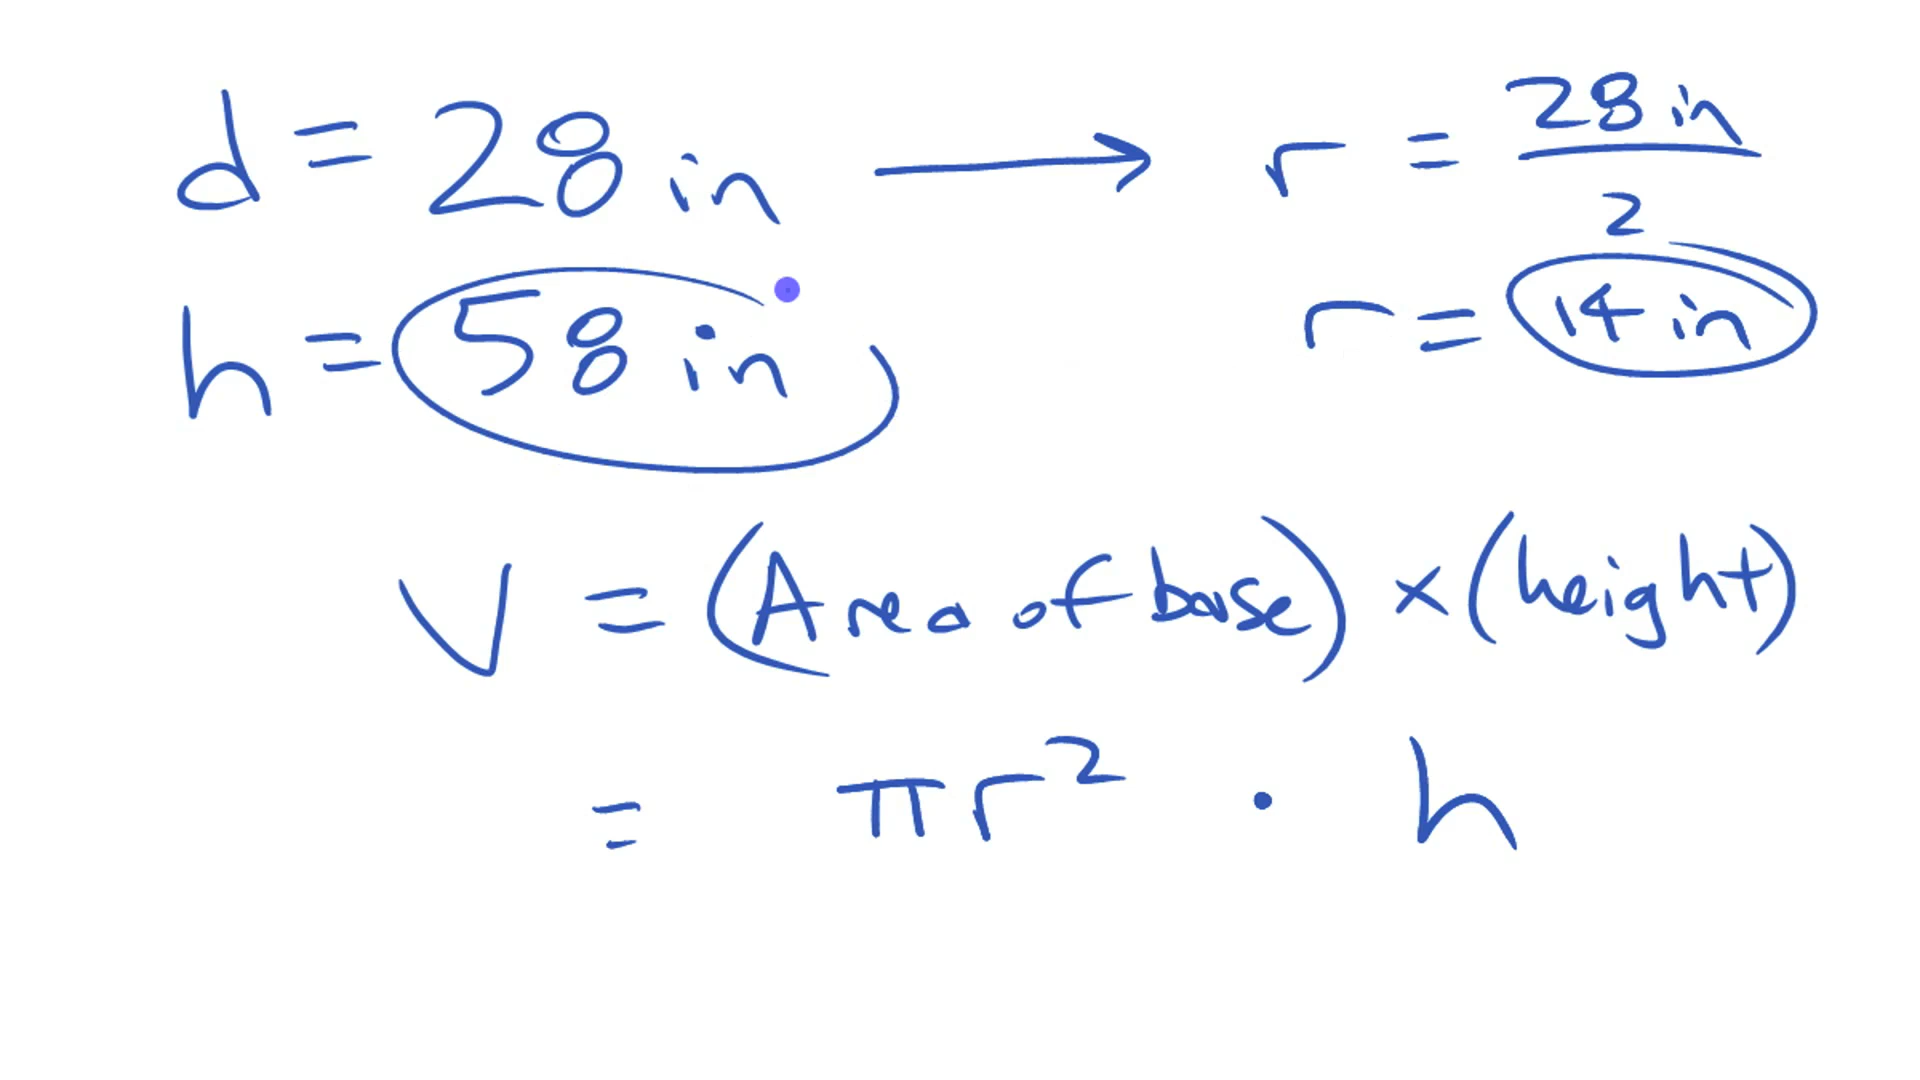 d = 28 in → r = 28 in / 2
h = 58 in r = 14 in
V = (Area of base) × (height)
= πr² · h